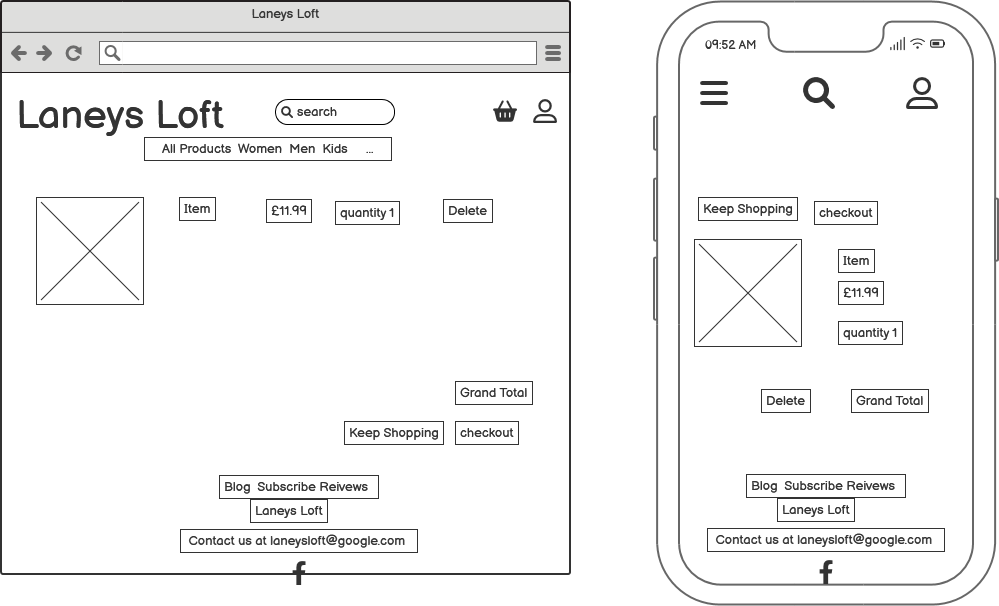 Laneys Loft
Laneys Loft
search
All Products Women Men Kids ...
Item
£11.99
quantity 1
Delete
Grand Total
Keep Shopping
checkout
Blog Subscribe Reivews
Laneys Loft
Contact us at laneysloft@google.com
f
09:52 AM
Keep Shopping
checkout
Item
£11.99
quantity 1
Delete
Grand Total
Blog Subscribe Reivews
Laneys Loft
Contact us at laneysloft@google.com
f